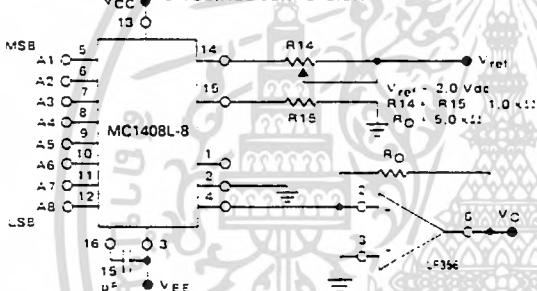 VCC
13
MSB
A1 5
A2 6
A3 7
A4 8
A5 9
A6 10
A7 11
A8 12
LSB
MC1408L-8
14
15
1
2
4
16
3
15
pF
VEE
R14
R15
Vref
Vref = 2.0 Vdc
R14 = R15 1.0 kΩ
RO = 5.0 kΩ
RO
2
3
6
VO
LF356